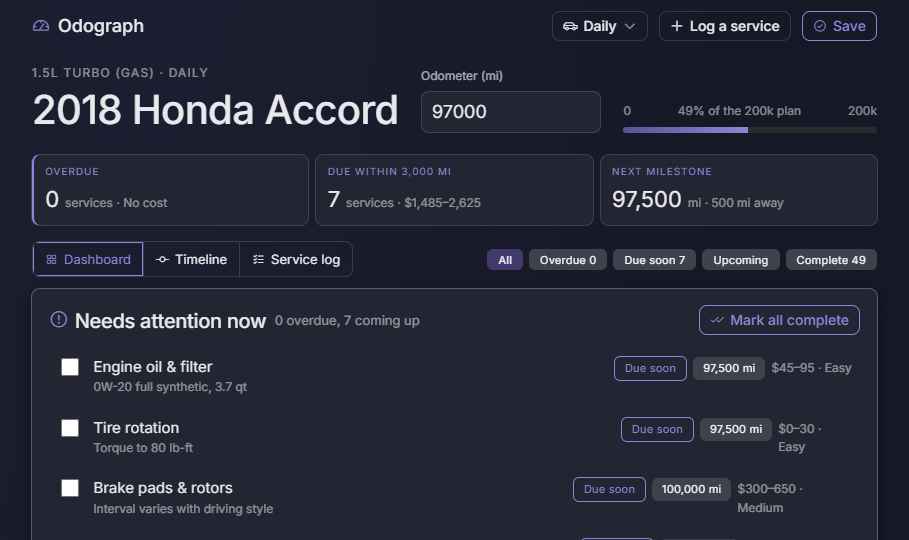 Odograph
Daily
Log a service
Save
1.5L TURBO (GAS) · DAILY
2018 Honda Accord
Odometer (mi)
97000
0
49% of the 200k plan
200k
OVERDUE
0 services · No cost
DUE WITHIN 3,000 MI
7 services · $1,485–2,625
NEXT MILESTONE
97,500 mi · 500 mi away
Dashboard
Timeline
Service log
All
Overdue 0
Due soon 7
Upcoming
Complete 49
Needs attention now 0 overdue, 7 coming up
Mark all complete
Engine oil & filter
0W-20 full synthetic, 3.7 qt
Due soon
97,500 mi
$45–95 · Easy
Tire rotation
Torque to 80 lb-ft
Due soon
97,500 mi
$0–30 ·
Easy
Brake pads & rotors
Interval varies with driving style
Due soon
100,000 mi
$300–650 ·
Medium